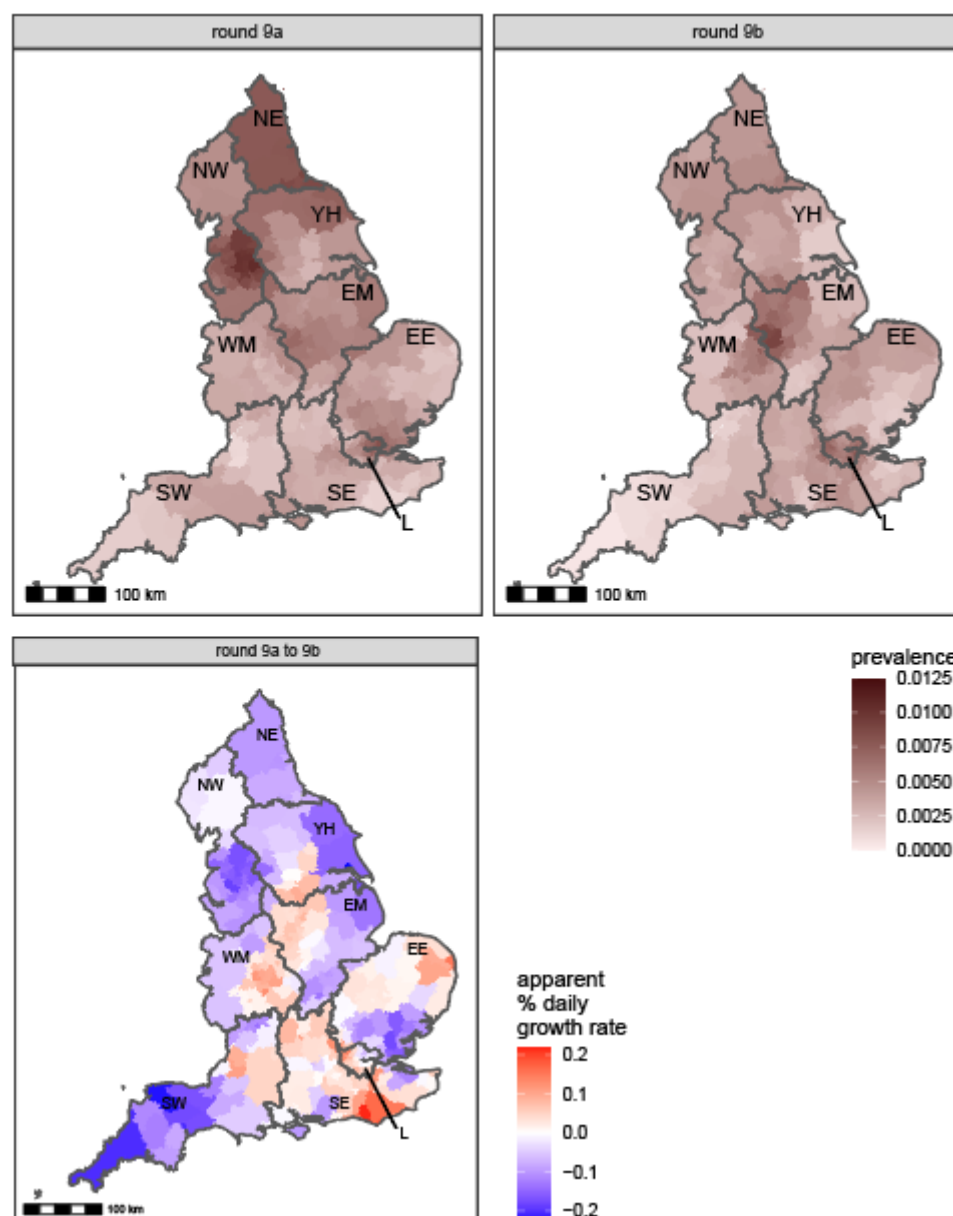 round 9a
round 9b
NE
NW
YH
EM
WM
EE
SW
SE
L
100 km
NE
NW
YH
EM
WM
EE
SW
SE
L
100 km
round 9a to 9b
NE
NW
YH
EM
WM
EE
SW
SE
L
100 km
prevalence
0.0125
0.0100
0.0075
0.0050
0.0025
0.0000
apparent
% daily
growth rate
0.2
0.1
0.0
−0.1
−0.2